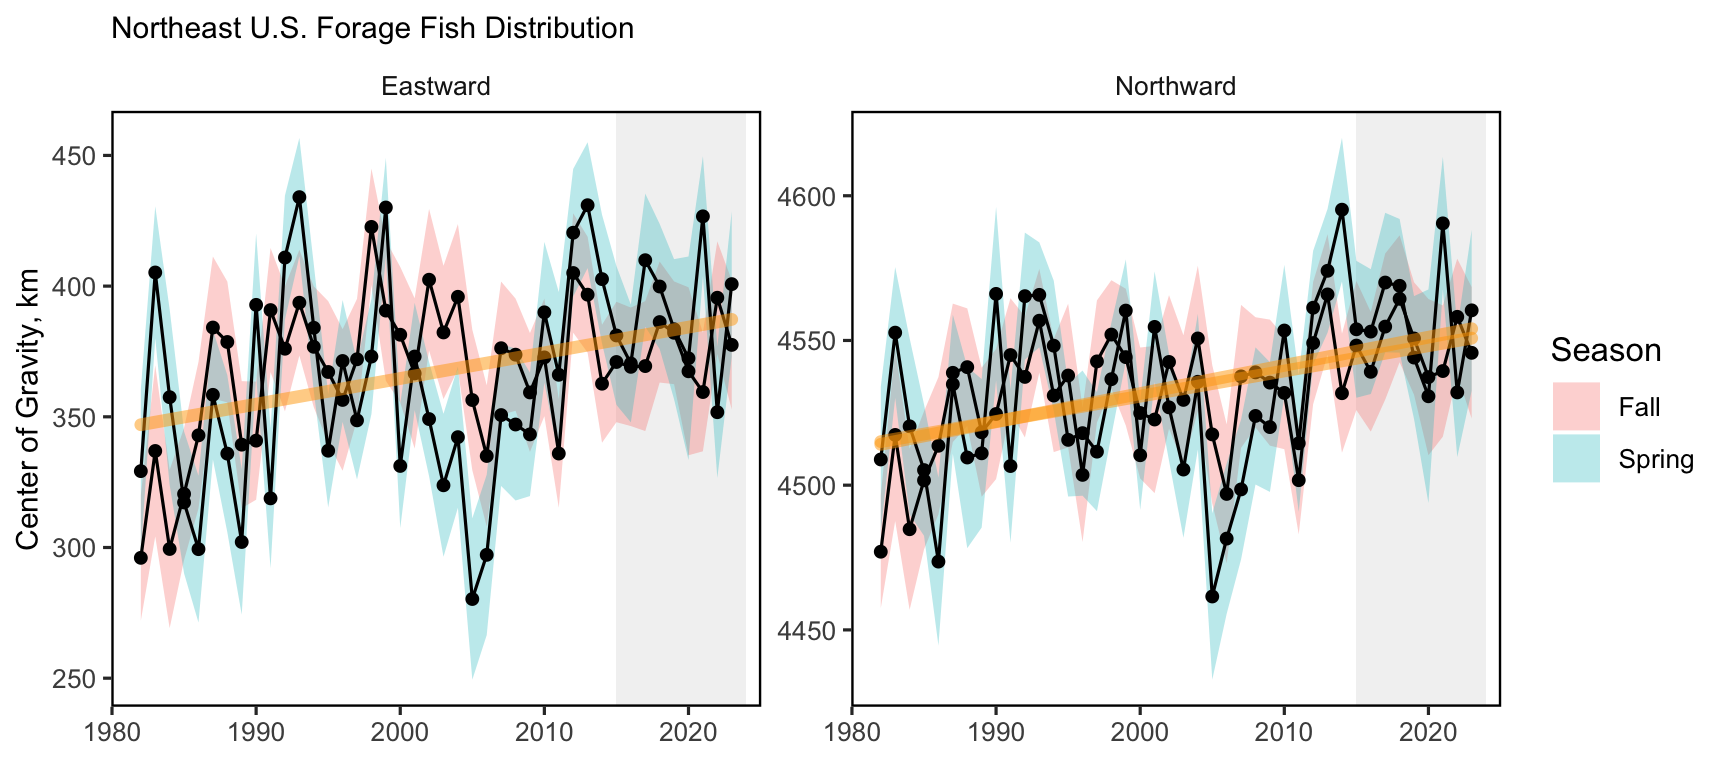 Northeast U.S. Forage Fish Distribution
Eastward
Northward
Center of Gravity, km
450
400
350
300
250
1980
1990
2000
2010
2020
4600
4550
4500
4450
1980
1990
2000
2010
2020
Season
Fall
Spring